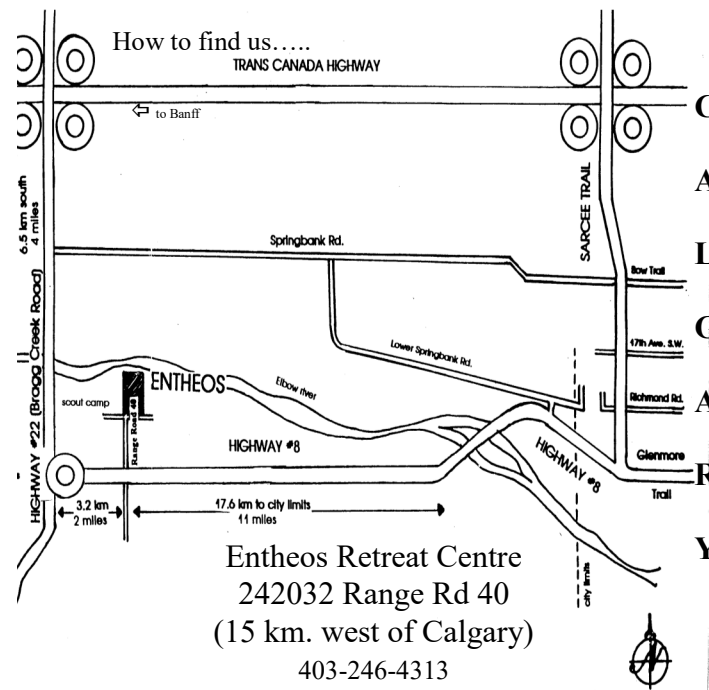 How to find us.....
TRANS CANADA HIGHWAY
to Banff
6.5 km south
4 miles
HIGHWAY #22 (Bragg Creek Road)
SARCEE TRAIL
Springbank Rd.
Bow Trail
17th Ave. S.W.
Lower Springbank Rd.
Richmond Rd.
ENTHEOS
Elbow river
scout camp
Range Road 40
HIGHWAY #8
HIGHWAY #8
Glenmore
Trail
3.2 km
2 miles
17.6 km to city limits
11 miles
city limits
CALGARY
Entheos Retreat Centre
242032 Range Rd 40
(15 km. west of Calgary)
403-246-4313
N